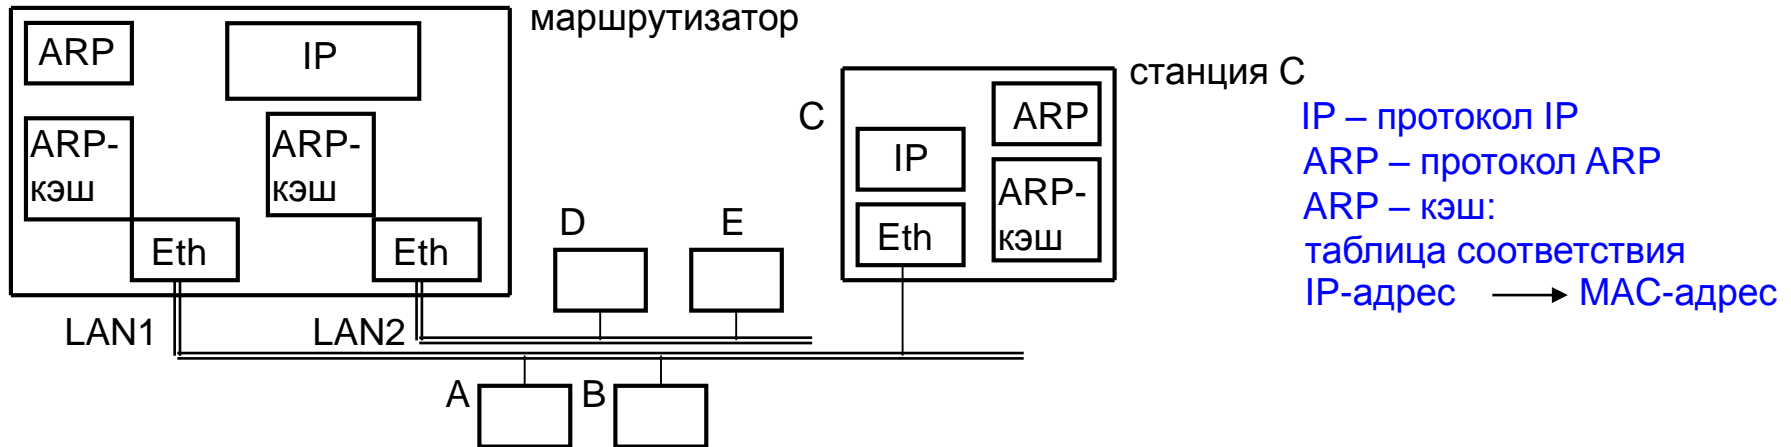 маршрутизатор
ARP
IP
ARP-
кэш
ARP-
кэш
Eth
Eth
LAN1
LAN2
D
E
A
B
станция С
C
ARP
IP
ARP-
кэш
Eth
IP – протокол IP
ARP – протокол ARP
ARP – кэш:
таблица соответствия
IP-адрес → MAC-адрес